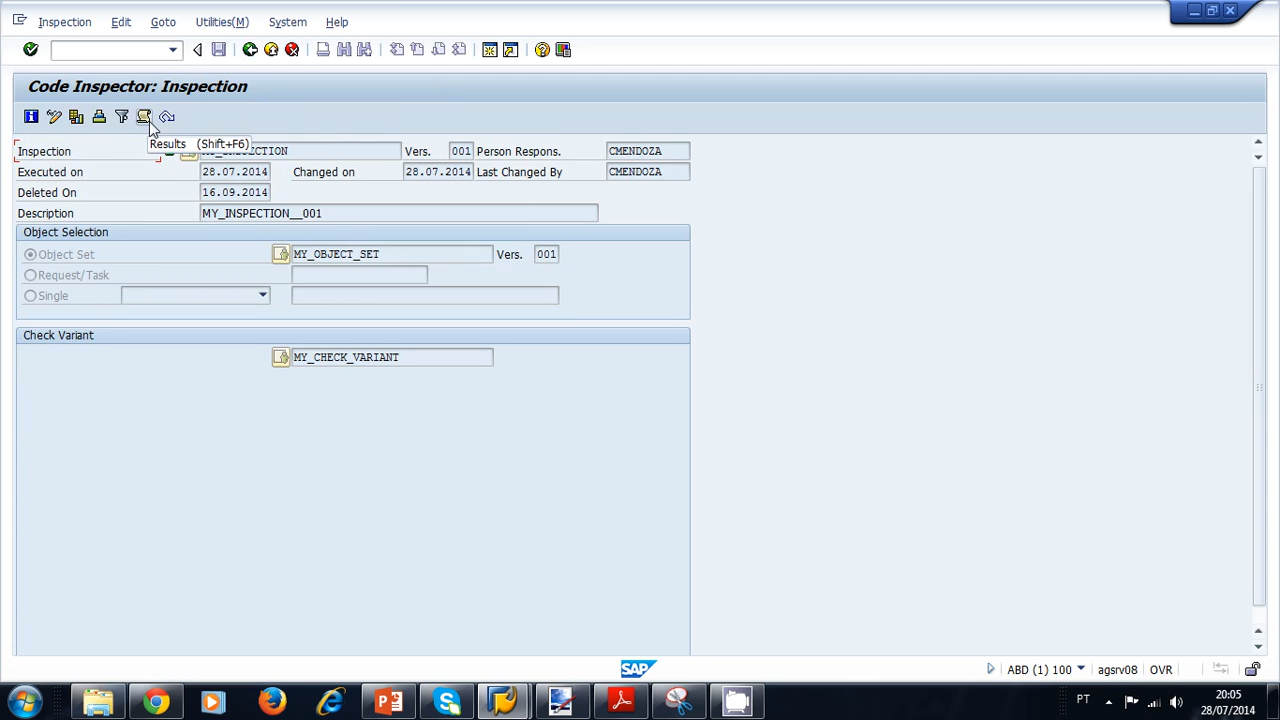 Inspection Edit Goto Utilities(M) System Help
Code Inspector: Inspection
Results (Shift+F6)
Inspection INSPECTION Vers. 001 Person Respons. CMENDOZA
Executed on 28.07.2014 Changed on 28.07.2014 Last Changed By CMENDOZA
Deleted On 16.09.2014
Description MY_INSPECTION__001
Object Selection
Object Set MY_OBJECT_SET Vers. 001
Request/Task
Single
Check Variant
MY_CHECK_VARIANT
SAP
ABD (1) 100 agsrv08 OVR
PT 20:05
28/07/2014